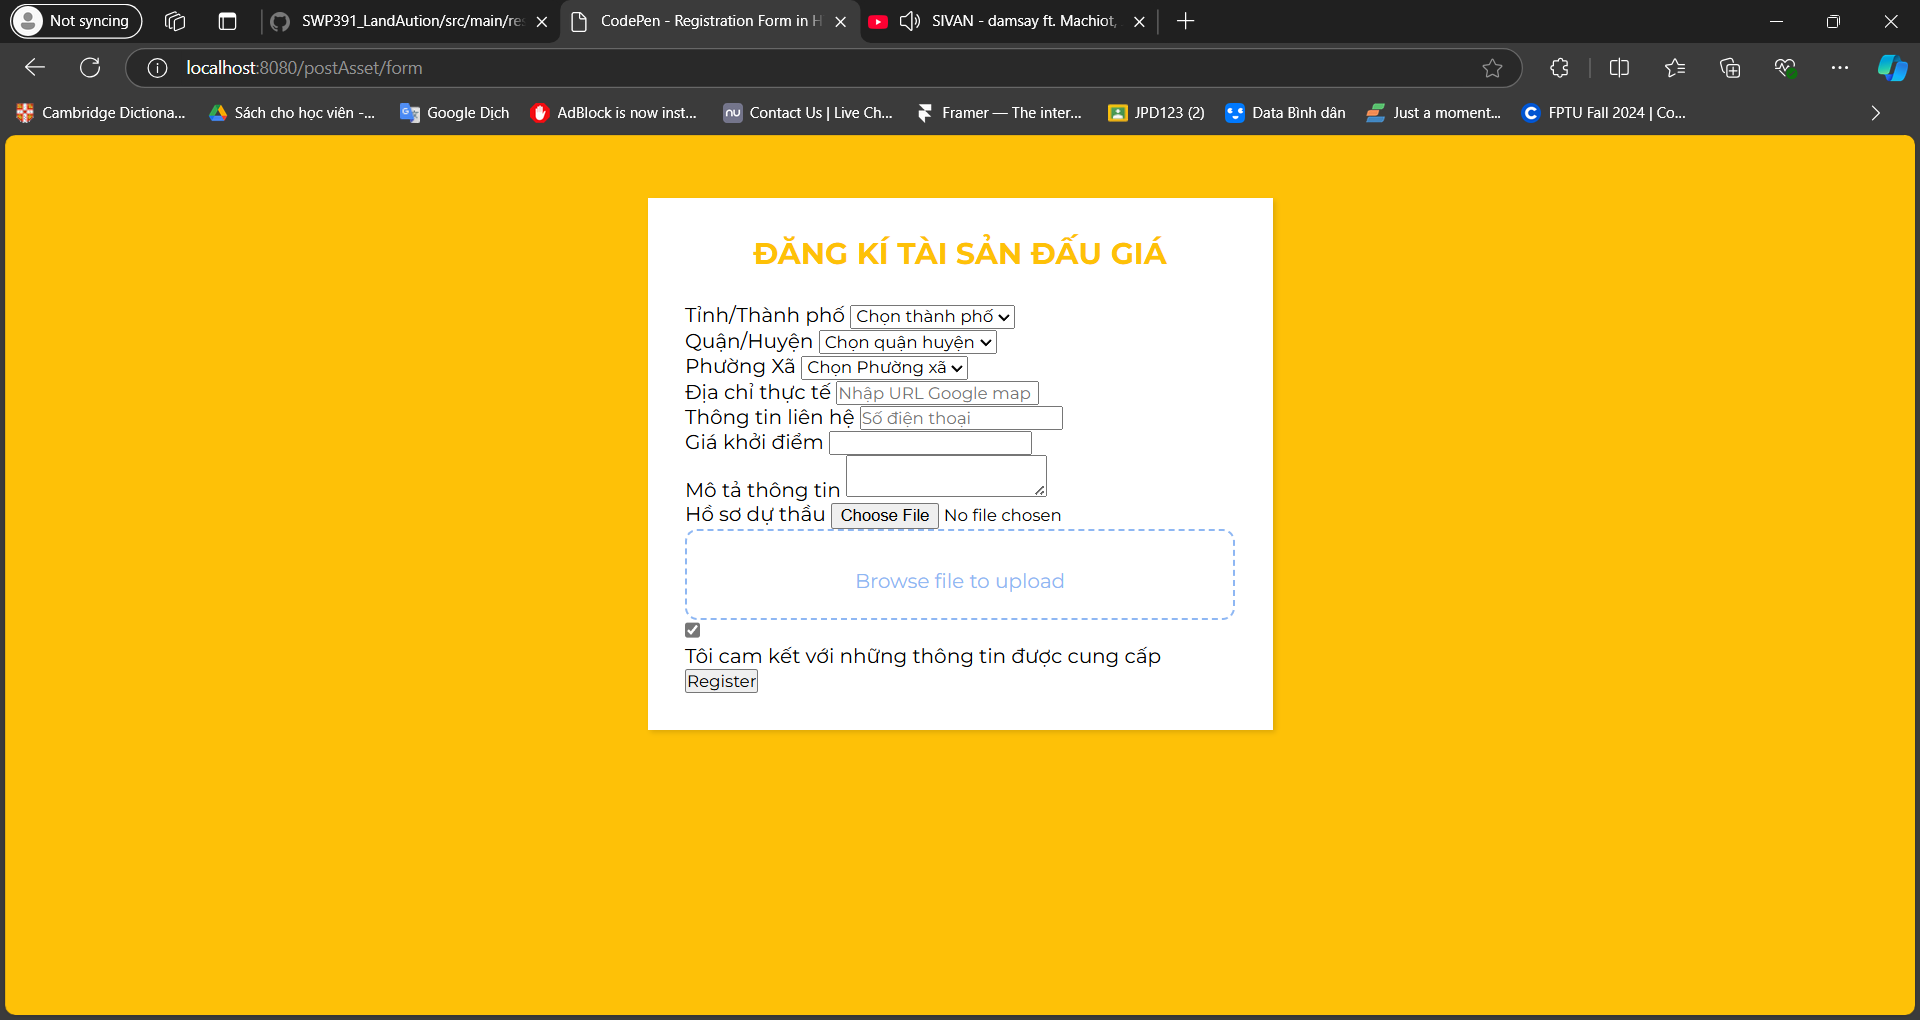 Not syncing
SWP391_LandAution/src/main/res
CodePen - Registration Form in H
SIVAN - damsay ft. Machiot,
localhost:8080/postAsset/form
Cambridge Dictiona...
Sách cho học viên -...
Google Dịch
AdBlock is now inst...
nu
Contact Us | Live Ch...
Framer — The inter...
JPD123 (2)
Data Bình dân
Just a moment...
C
FPTU Fall 2024 | Co...
ĐĂNG KÍ TÀI SẢN ĐẤU GIÁ
Tỉnh/Thành phố Chọn thành phố
Quận/Huyện Chọn quận huyện
Phường Xã Chọn Phường xã
Địa chỉ thực tế Nhập URL Google map
Thông tin liên hệ Số điện thoại
Giá khởi điểm
Mô tả thông tin
Hồ sơ dự thầu Choose File No file chosen
Browse file to upload
Tôi cam kết với những thông tin được cung cấp
Register